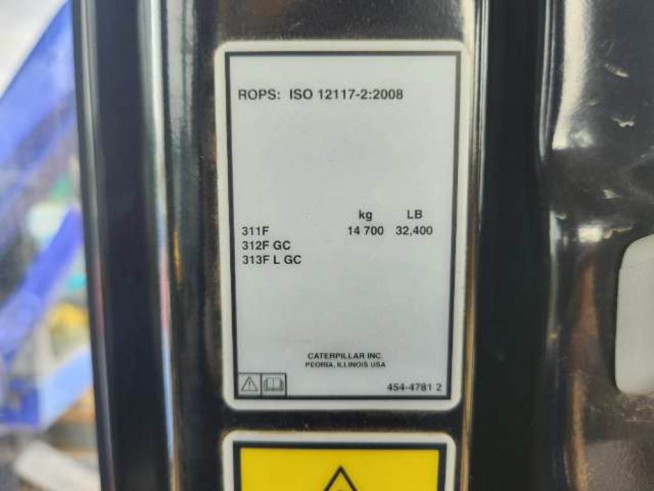 ROPS: ISO 12117-2:2008
kg LB
311F 14 700 32,400
312F GC
313F L GC
CATERPILLAR INC.
PEORIA, ILLINOIS USA
454-4781 2